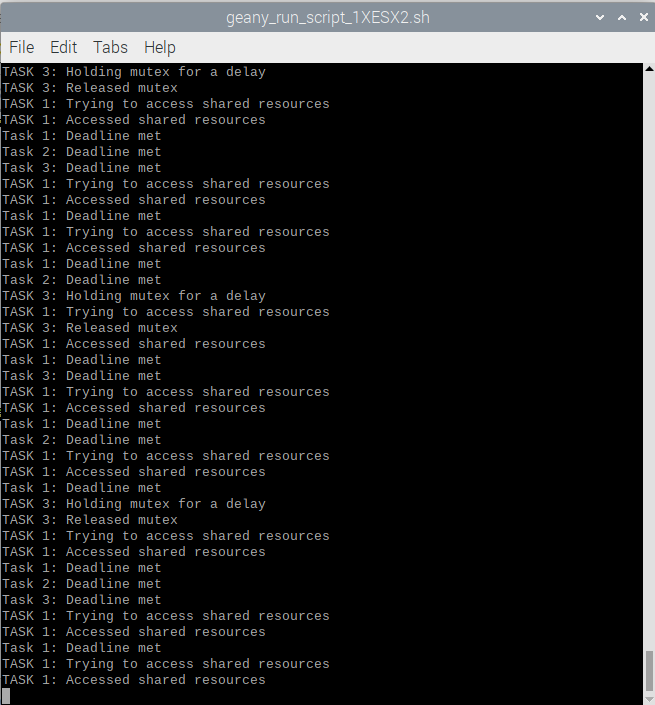 geany_run_script_1XESX2.sh
File Edit Tabs Help
TASK 3: Holding mutex for a delay
TASK 3: Released mutex
TASK 1: Trying to access shared resources
TASK 1: Accessed shared resources
Task 1: Deadline met
Task 2: Deadline met
Task 3: Deadline met
TASK 1: Trying to access shared resources
TASK 1: Accessed shared resources
Task 1: Deadline met
TASK 1: Trying to access shared resources
TASK 1: Accessed shared resources
Task 1: Deadline met
Task 2: Deadline met
TASK 3: Holding mutex for a delay
TASK 1: Trying to access shared resources
TASK 3: Released mutex
TASK 1: Accessed shared resources
Task 1: Deadline met
Task 3: Deadline met
TASK 1: Trying to access shared resources
TASK 1: Accessed shared resources
Task 1: Deadline met
Task 2: Deadline met
TASK 1: Trying to access shared resources
TASK 1: Accessed shared resources
Task 1: Deadline met
TASK 3: Holding mutex for a delay
TASK 3: Released mutex
TASK 1: Trying to access shared resources
TASK 1: Accessed shared resources
Task 1: Deadline met
Task 2: Deadline met
Task 3: Deadline met
TASK 1: Trying to access shared resources
TASK 1: Accessed shared resources
Task 1: Deadline met
TASK 1: Trying to access shared resources
TASK 1: Accessed shared resources